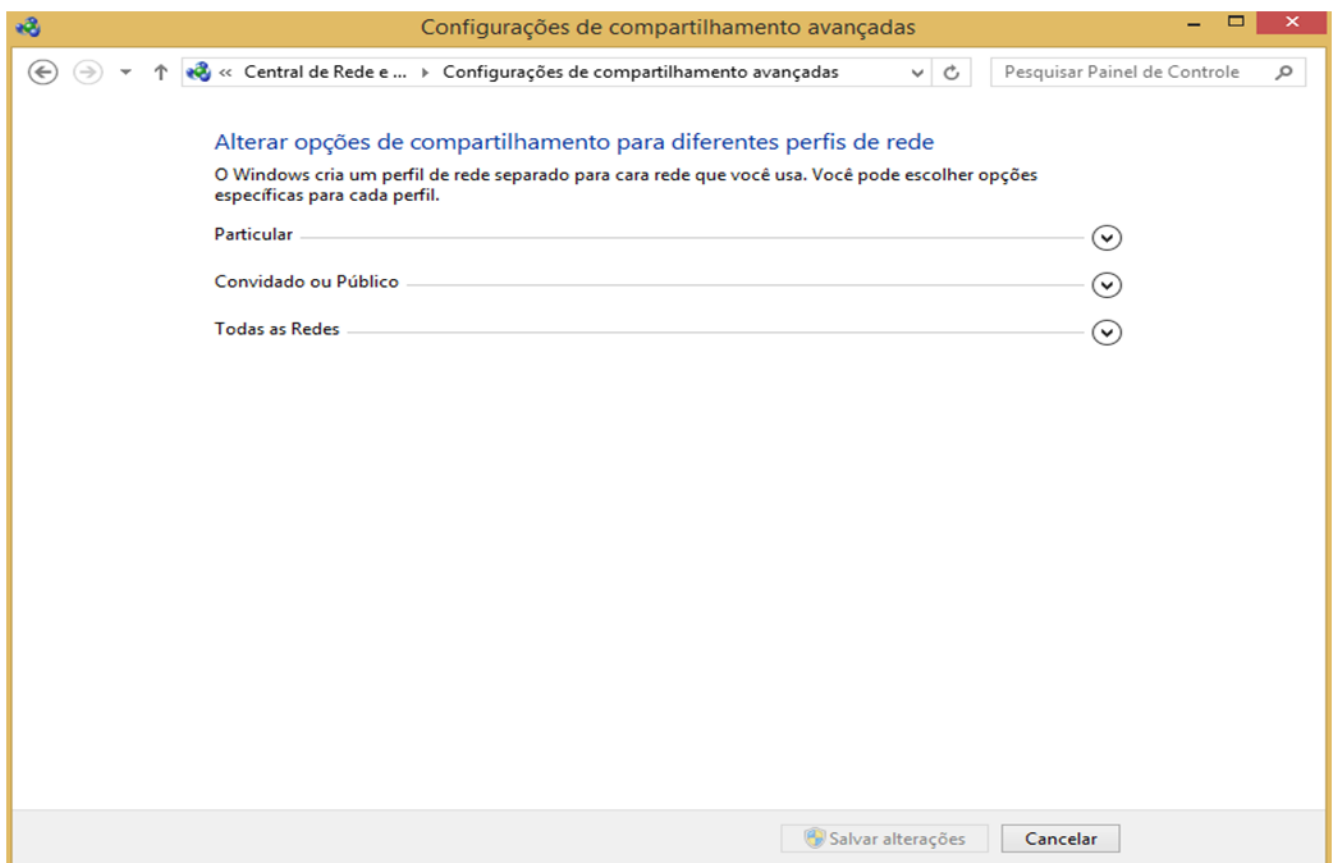 Configurações de compartilhamento avançadas
« Central de Rede e ... Configurações de compartilhamento avançadas Pesquisar Painel de Controle
Alterar opções de compartilhamento para diferentes perfis de rede
O Windows cria um perfil de rede separado para cara rede que você usa. Você pode escolher opções
específicas para cada perfil.
Particular
Convidado ou Público
Todas as Redes
Salvar alterações Cancelar